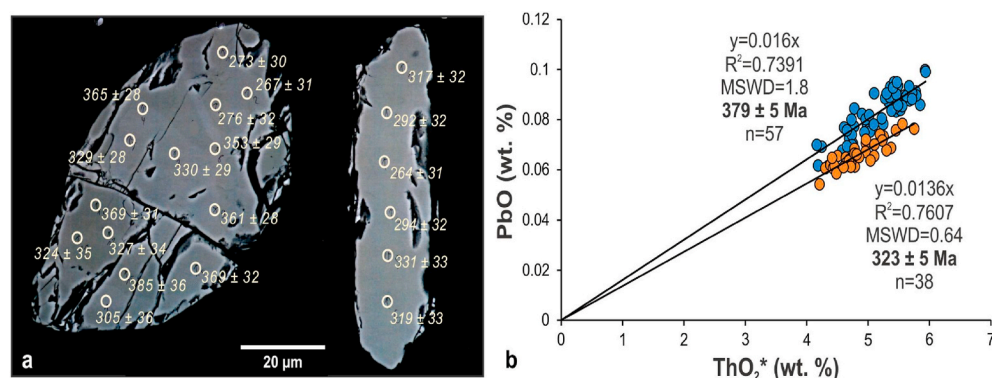 273 ± 30
267 ± 31
365 ± 28
276 ± 32
353 ± 29
329 ± 28
330 ± 29
369 ± 31
361 ± 28
327 ± 34
324 ± 35
369 ± 32
385 ± 36
305 ± 36
317 ± 32
292 ± 32
264 ± 31
294 ± 32
331 ± 33
319 ± 33
20 µm
a
PbO (wt. %)
0.12
0.1
0.08
0.06
0.04
0.02
0
y=0.016x
R²=0.7391
MSWD=1.8
379 ± 5 Ma
n=57
y=0.0136x
R²=0.7607
MSWD=0.64
323 ± 5 Ma
n=38
0 1 2 3 4 5 6 7
ThO₂* (wt. %)
b